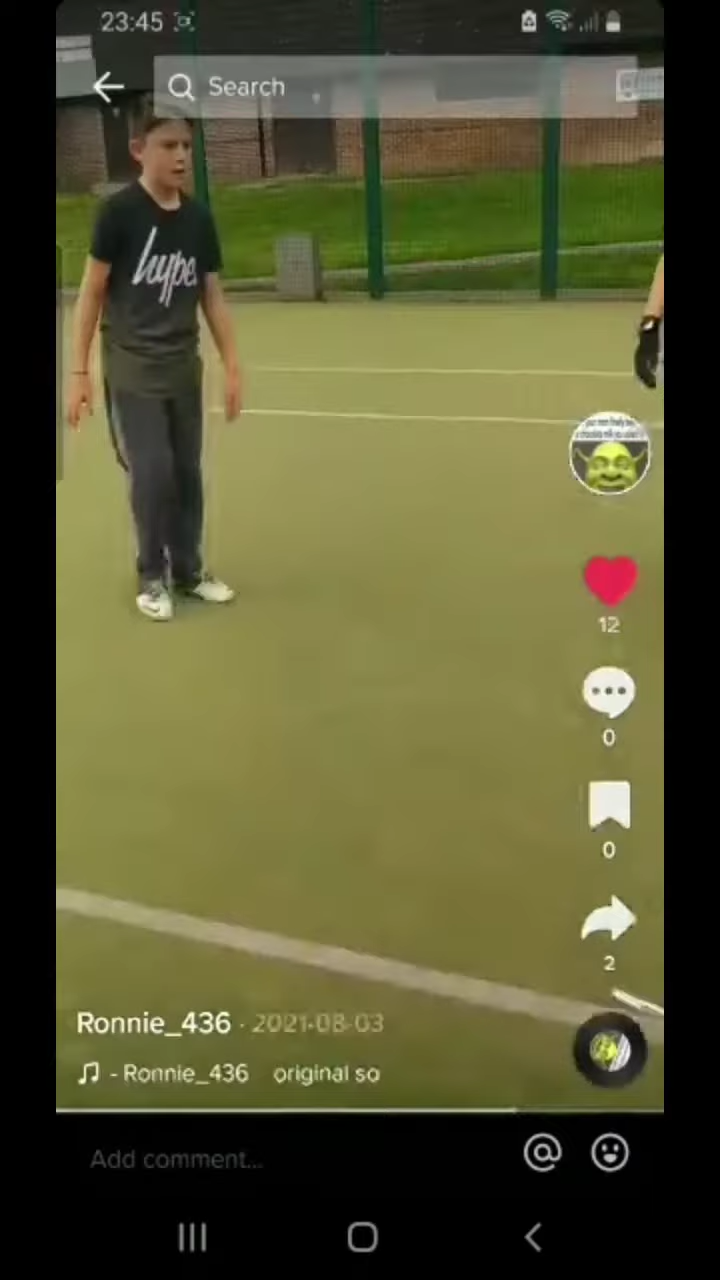 23:45
Search
hype
12
0
0
2
Ronnie_436 · 2021-08-03
- Ronnie_436 original so
Add comment...